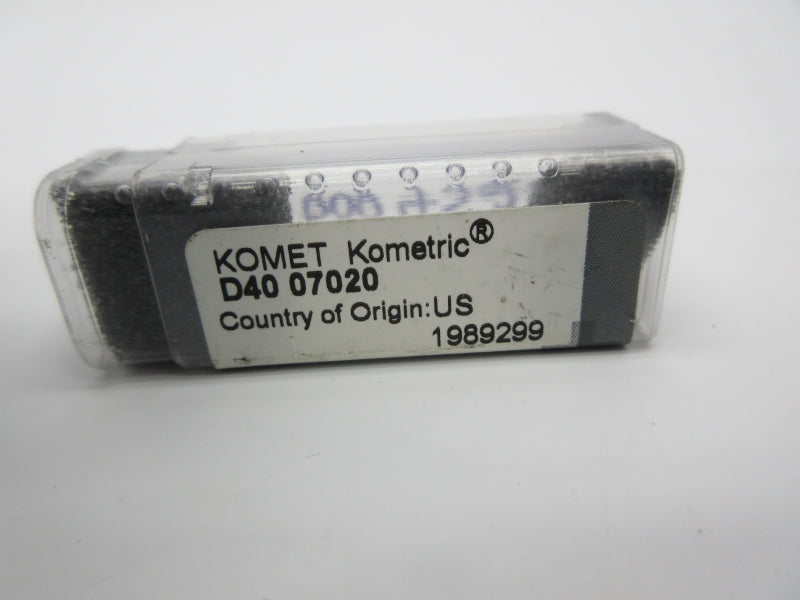 KOMET Kometric®
D40 07020
Country of Origin:US
1989299